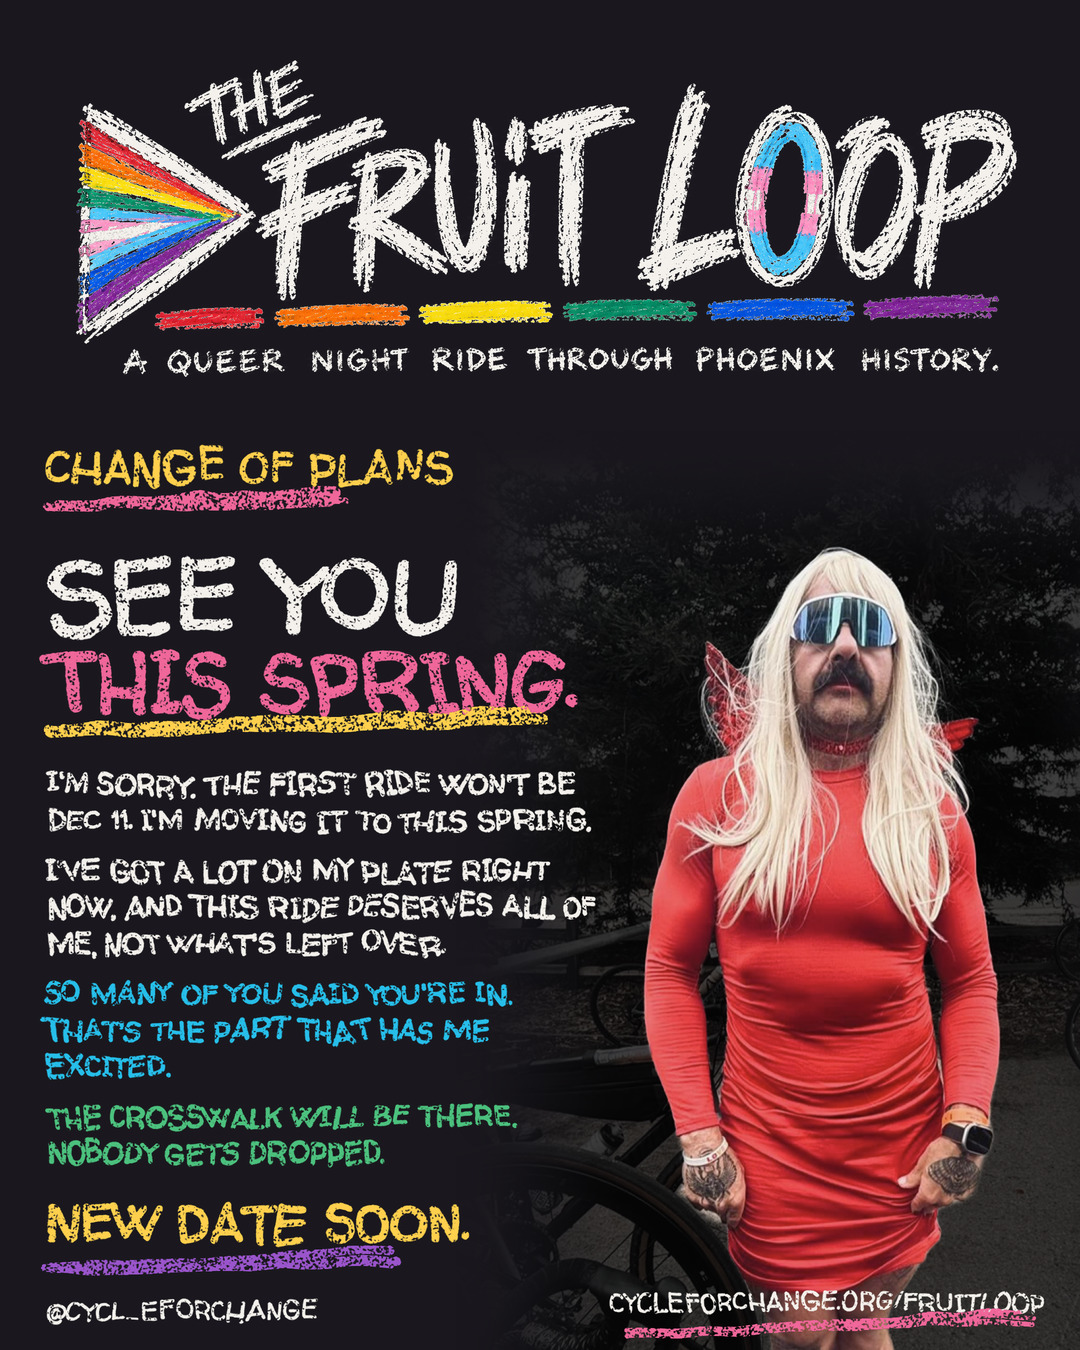 THE
FRUIT LOOP
A QUEER NIGHT RIDE THROUGH PHOENIX HISTORY.
CHANGE OF PLANS
SEE YOU
THIS SPRING.
I'M SORRY. THE FIRST RIDE WON'T BE
DEC 11. I'M MOVING IT TO THIS SPRING.
I'VE GOT A LOT ON MY PLATE RIGHT
NOW, AND THIS RIDE DESERVES ALL OF
ME, NOT WHAT'S LEFT OVER.
SO MANY OF YOU SAID YOU'RE IN.
THAT'S THE PART THAT HAS ME
EXCITED.
THE CROSSWALK WILL BE THERE.
NOBODY GETS DROPPED.
NEW DATE SOON.
@CYCL_EFORCHANGE
CYCLEFORCHANGE.ORG/FRUITLOOP